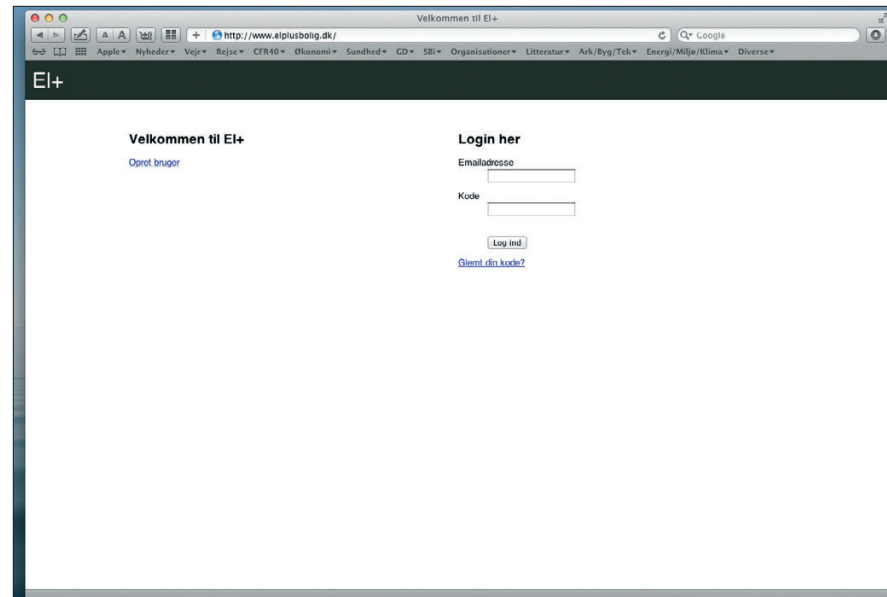 Velkommen til El+
A A + http://www.elplusbolig.dk/ Google
Apple Nyheder Vejr Rejse CFR40 Økonomi Sundhed GD SBi Organisationer Litteratur Ark/Byg/Tek Energi/Miljø/Klima Diverse
El+
Velkommen til El+
Opret bruger
Login her
Emailadresse
Kode
Log ind
Glemt din kode?